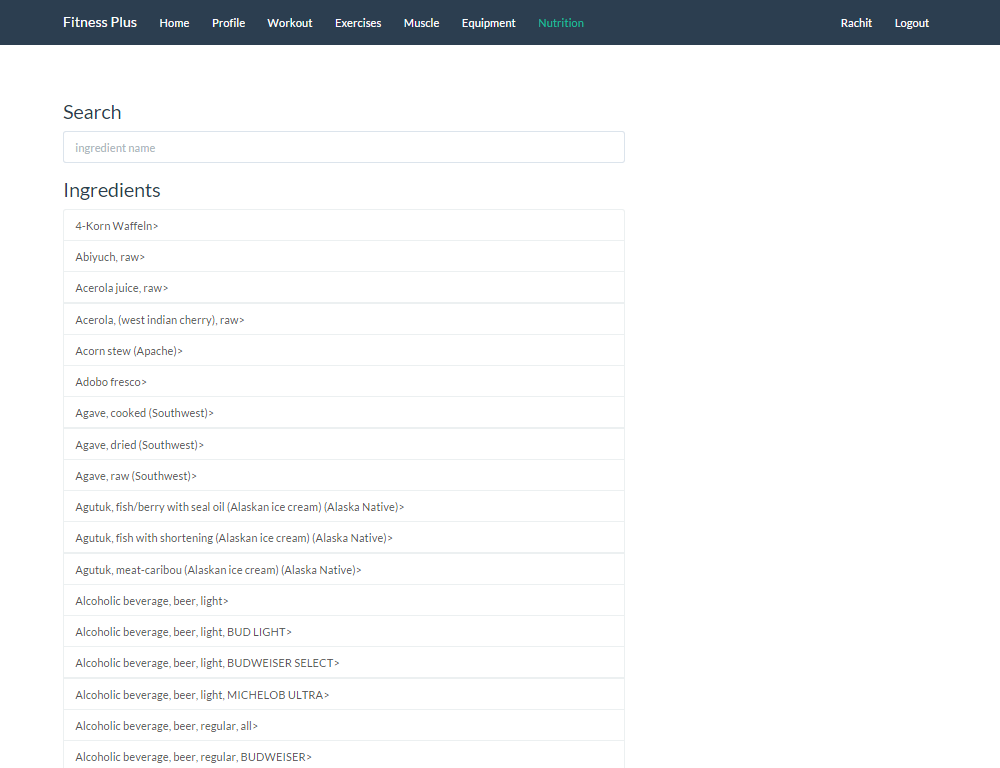 Fitness Plus Home Profile Workout Exercises Muscle Equipment Nutrition Rachit Logout
Search
ingredient name
Ingredients
4-Korn Waffeln>
Abiyuch, raw>
Acerola juice, raw>
Acerola, (west indian cherry), raw>
Acorn stew (Apache)>
Adobo fresco>
Agave, cooked (Southwest)>
Agave, dried (Southwest)>
Agave, raw (Southwest)>
Agutuk, fish/berry with seal oil (Alaskan ice cream) (Alaska Native)>
Agutuk, fish with shortening (Alaskan ice cream) (Alaska Native)>
Agutuk, meat-caribou (Alaskan ice cream) (Alaska Native)>
Alcoholic beverage, beer, light>
Alcoholic beverage, beer, light, BUD LIGHT>
Alcoholic beverage, beer, light, BUDWEISER SELECT>
Alcoholic beverage, beer, light, MICHELOB ULTRA>
Alcoholic beverage, beer, regular, all>
Alcoholic beverage, beer, regular, BUDWEISER>